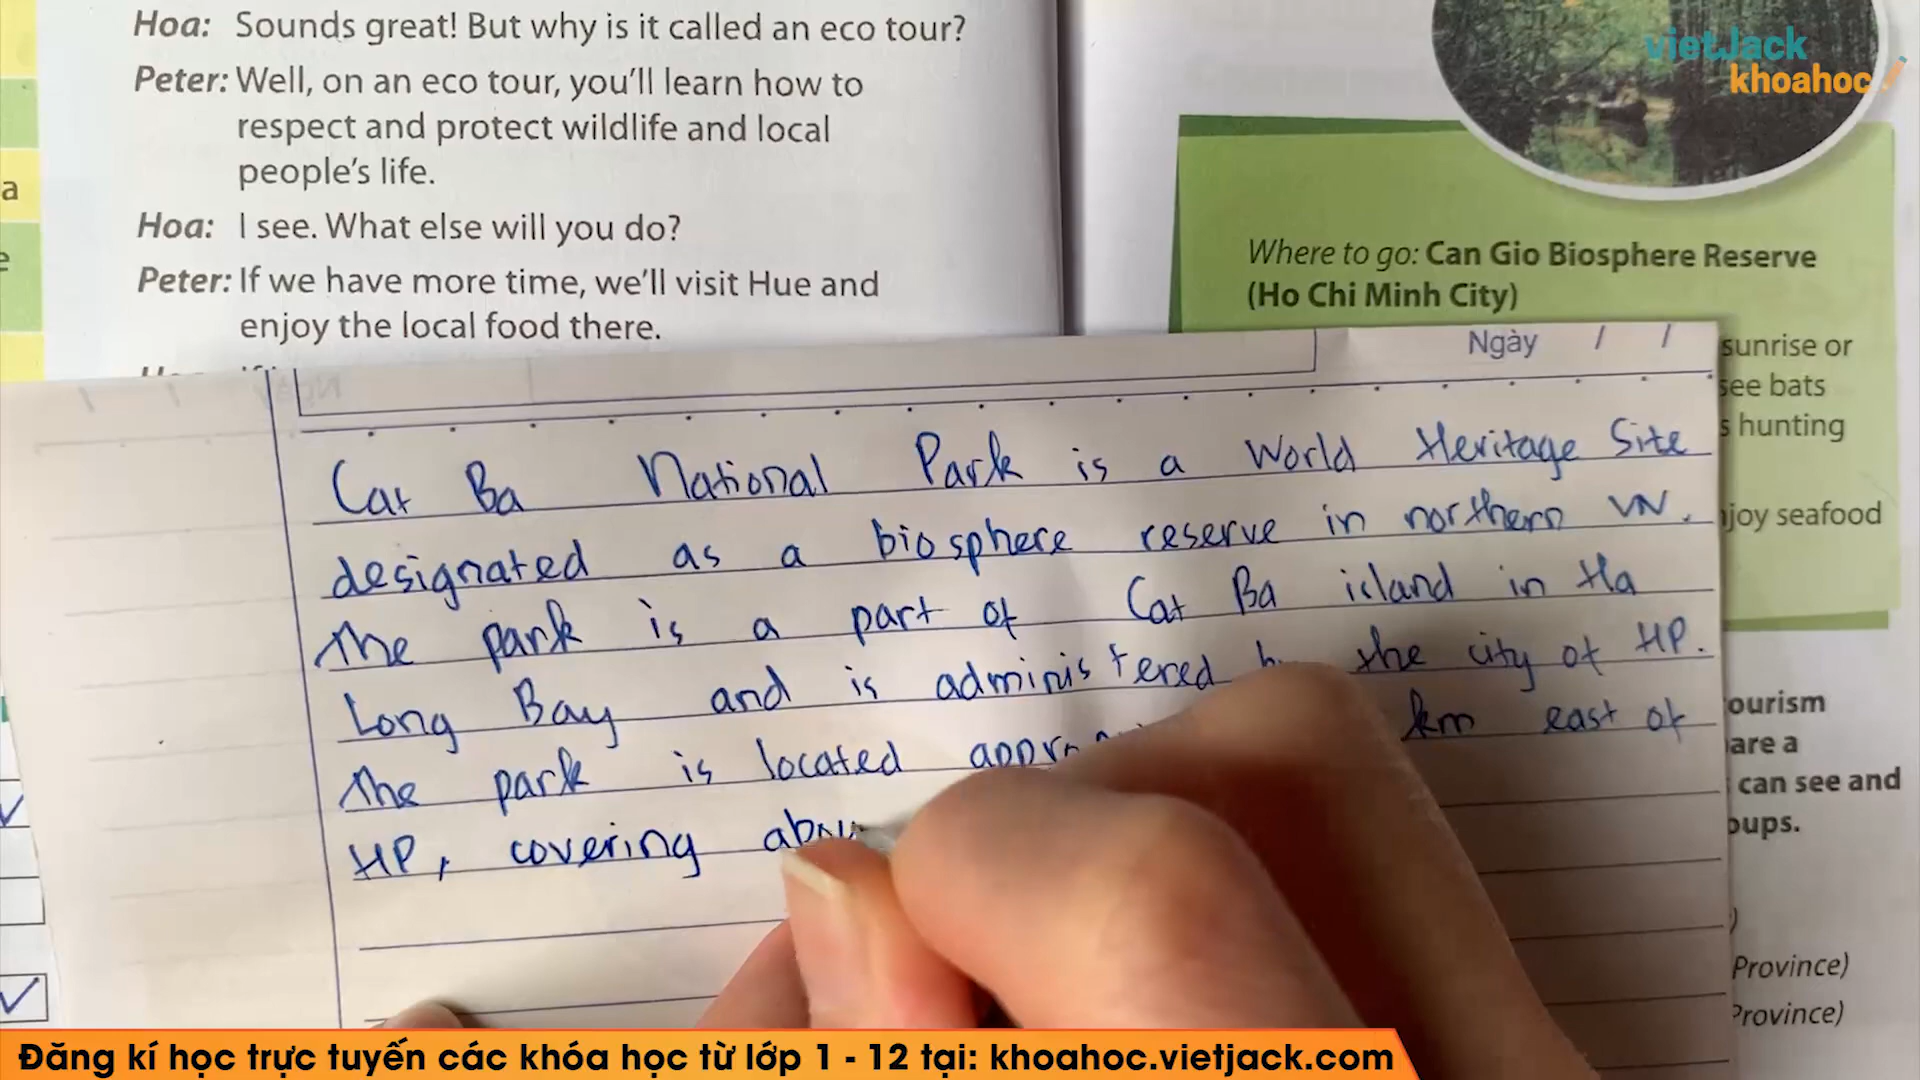 Hoa: Sounds great! But why is it called an eco tour?
Peter: Well, on an eco tour, you'll learn how to
respect and protect wildlife and local
people's life.
Hoa: I see. What else will you do?
Peter: If we have more time, we'll visit Hue and
enjoy the local food there.
a
vietJack
khoahoc
Where to go: Can Gio Biosphere Reserve
(Ho Chi Minh City)
sunrise or
see bats
hunting
joy seafood
ourism
are a
can see and
oups.
Province)
Province)
Ngày / /
Cat Ba National Park is a World Heritage Site
designated as a biosphere reserve in northern VN.
The park is a part of Cat Ba island in Ha
Long Bay and is administered the city of HP.
The park is located km east of
HP, covering
Đăng kí học trực tuyến các khóa học từ lớp 1 - 12 tại: khoahoc.vietjack.com